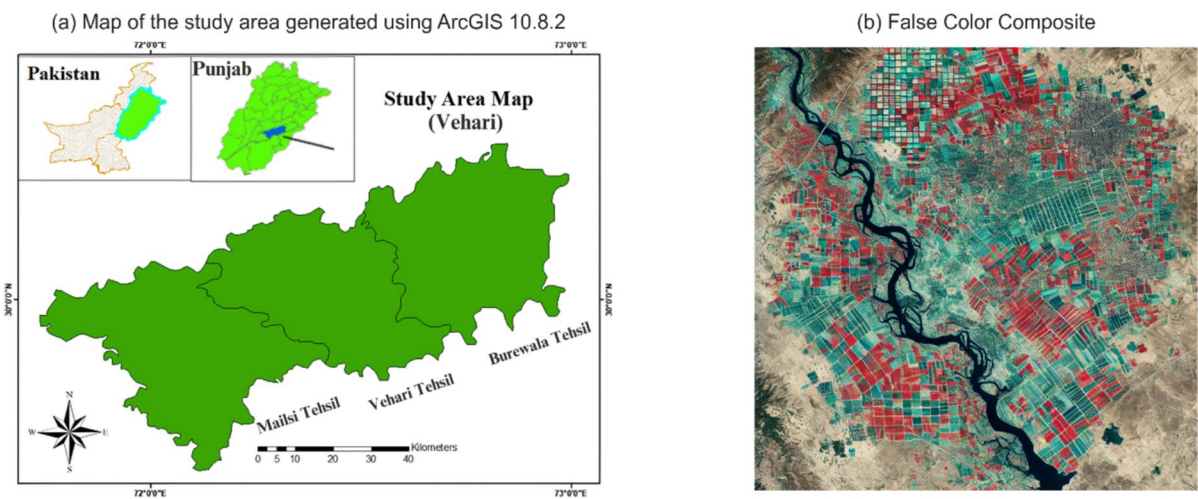 (a) Map of the study area generated using ArcGIS 10.8.2
(b) False Color Composite
72°0'0"E
73°0'0"E
Pakistan
Punjab
Study Area Map
(Vehari)
30°0'0"N
30°0'0"N
Burewala Tehsil
Vehari Tehsil
Mailsi Tehsil
N
W
E
S
Kilometers
0 5 10 20 30 40
72°0'0"E
73°0'0"E